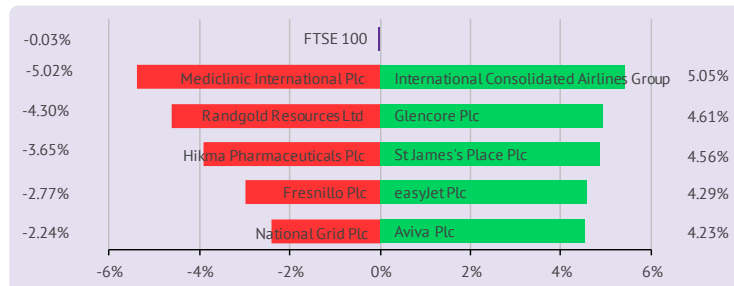 -0.03% FTSE 100
-5.02% Mediclinic International Plc International Consolidated Airlines Group 5.05%
-4.30% Randgold Resources Ltd Glencore Plc 4.61%
-3.65% Hikma Pharmaceuticals Plc St James's Place Plc 4.56%
-2.77% Fresnillo Plc easyJet Plc 4.29%
-2.24% National Grid Plc Aviva Plc 4.23%
-6% -4% -2% 0% 2% 4% 6%